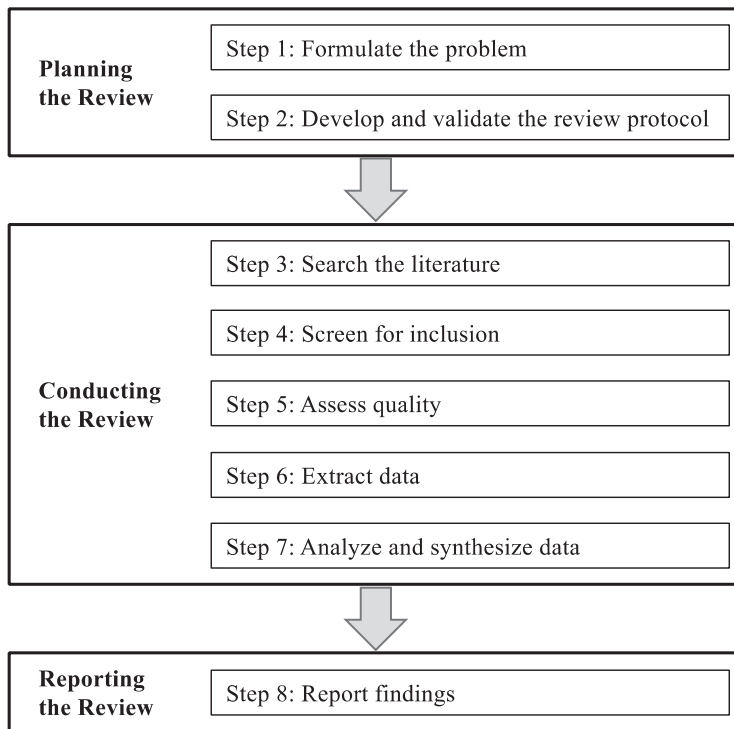 Planning
the Review
Step 1: Formulate the problem
Step 2: Develop and validate the review protocol
Conducting
the Review
Step 3: Search the literature
Step 4: Screen for inclusion
Step 5: Assess quality
Step 6: Extract data
Step 7: Analyze and synthesize data
Reporting
the Review
Step 8: Report findings